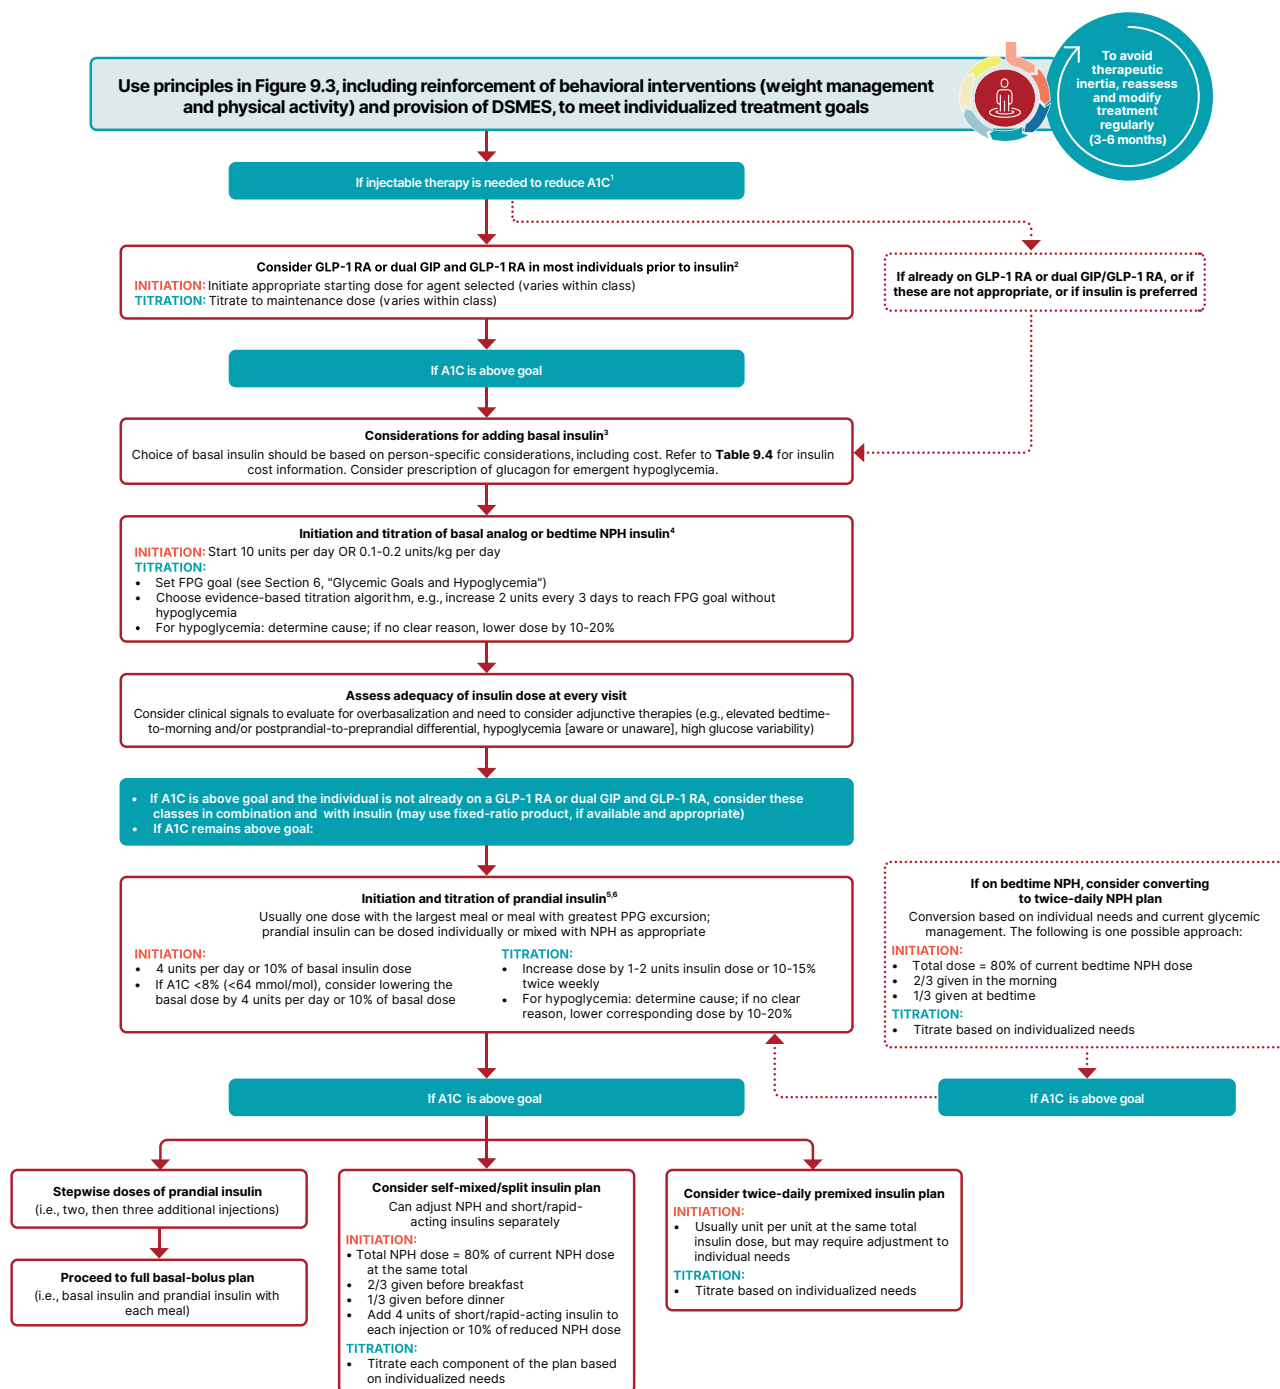 Use principles in Figure 9.3, including reinforcement of behavioral interventions (weight management
and physical activity) and provision of DSMES, to meet individualized treatment goals
To avoid
therapeutic
inertia, reassess
and modify
treatment
regularly
(3-6 months)
If injectable therapy is needed to reduce A1C¹
Consider GLP-1 RA or dual GIP and GLP-1 RA in most individuals prior to insulin²
INITIATION: Initiate appropriate starting dose for agent selected (varies within class)
TITRATION: Titrate to maintenance dose (varies within class)
If already on GLP-1 RA or dual GIP/GLP-1 RA, or if
these are not appropriate, or if insulin is preferred
If A1C is above goal
Considerations for adding basal insulin³
Choice of basal insulin should be based on person-specific considerations, including cost. Refer to Table 9.4 for insulin
cost information. Consider prescription of glucagon for emergent hypoglycemia.
Initiation and titration of basal analog or bedtime NPH insulin⁴
INITIATION: Start 10 units per day OR 0.1-0.2 units/kg per day
TITRATION:
• Set FPG goal (see Section 6, "Glycemic Goals and Hypoglycemia")
• Choose evidence-based titration algorithm, e.g., increase 2 units every 3 days to reach FPG goal without
hypoglycemia
• For hypoglycemia: determine cause; if no clear reason, lower dose by 10-20%
Assess adequacy of insulin dose at every visit
Consider clinical signals to evaluate for overbasalization and need to consider adjunctive therapies (e.g., elevated bedtime-
to-morning and/or postprandial-to-preprandial differential, hypoglycemia [aware or unaware], high glucose variability)
• If A1C is above goal and the individual is not already on a GLP-1 RA or dual GIP and GLP-1 RA, consider these
classes in combination and with insulin (may use fixed-ratio product, if available and appropriate)
• If A1C remains above goal:
Initiation and titration of prandial insulin⁵,⁶
Usually one dose with the largest meal or meal with greatest PPG excursion;
prandial insulin can be dosed individually or mixed with NPH as appropriate
INITIATION:
• 4 units per day or 10% of basal insulin dose
• If A1C <8% (<64 mmol/mol), consider lowering the
basal dose by 4 units per day or 10% of basal dose
TITRATION:
• Increase dose by 1-2 units insulin dose or 10-15%
twice weekly
• For hypoglycemia: determine cause; if no clear
reason, lower corresponding dose by 10-20%
If on bedtime NPH, consider converting
to twice-daily NPH plan
Conversion based on individual needs and current glycemic
management. The following is one possible approach:
INITIATION:
• Total dose = 80% of current bedtime NPH dose
• 2/3 given in the morning
• 1/3 given at bedtime
TITRATION:
• Titrate based on individualized needs
If A1C is above goal
If A1C is above goal
Stepwise doses of prandial insulin
(i.e., two, then three additional injections)
Proceed to full basal-bolus plan
(i.e., basal insulin and prandial insulin with
each meal)
Consider self-mixed/split insulin plan
Can adjust NPH and short/rapid-
acting insulins separately
INITIATION:
• Total NPH dose = 80% of current NPH dose
at the same total
• 2/3 given before breakfast
• 1/3 given before dinner
• Add 4 units of short/rapid-acting insulin to
each injection or 10% of reduced NPH dose
TITRATION:
• Titrate each component of the plan based
on individualized needs
Consider twice-daily premixed insulin plan
INITIATION:
• Usually unit per unit at the same total
insulin dose, but may require adjustment to
individual needs
TITRATION:
• Titrate based on individualized needs